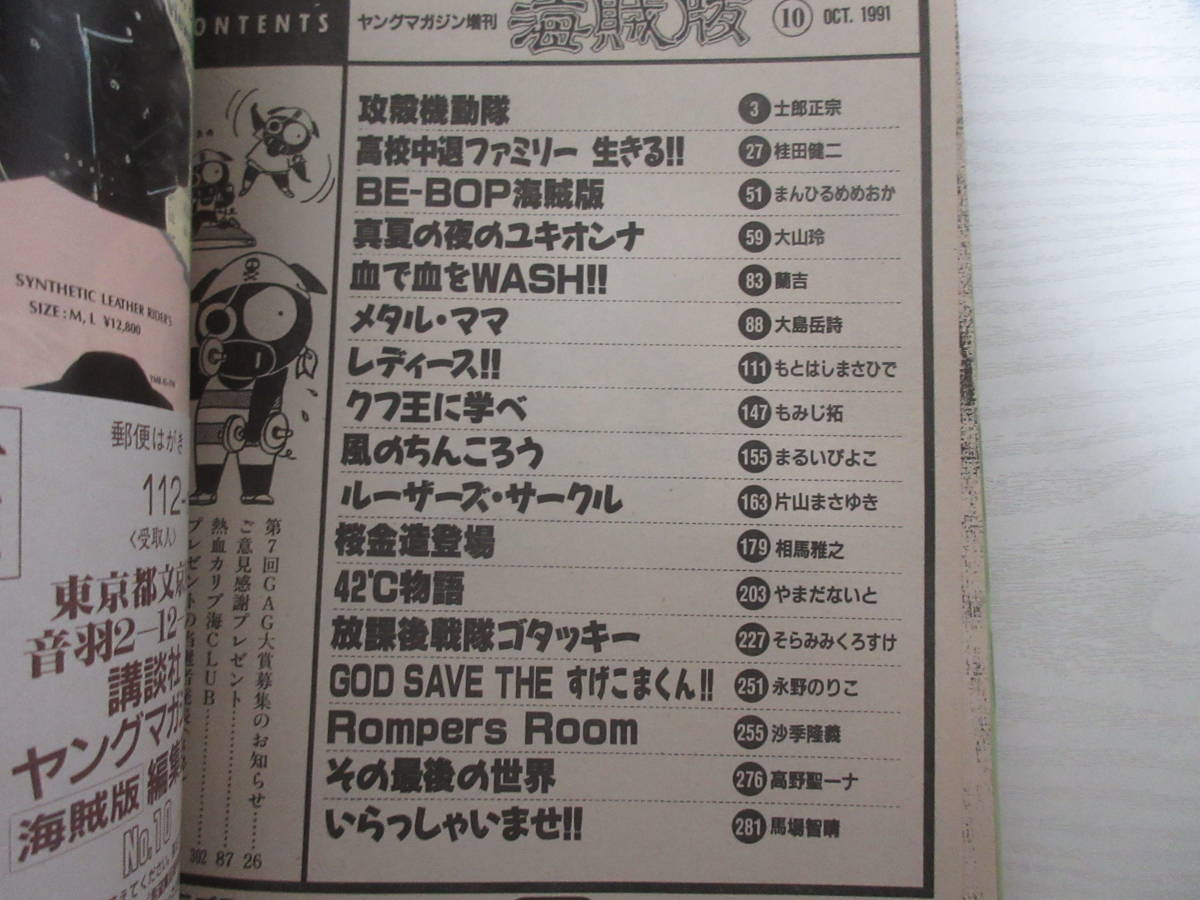 CONTENTS
ヤングマガジン増刊
海賊版
10 OCT. 1991
攻殻機動隊 3 士郎正宗
高校中退ファミリー 生きる!! 27 桂田健二
BE-BOP海賊版 51 まんひるめめおか
真夏の夜のユキオンナ 59 大山玲
血で血をWASH!! 83 蘭吉
メタル・ママ 88 大島岳詩
レディース!! 111 もとはしまさひで
クフ王に学べ 147 もみじ拓
風のちんころう 155 まるいぴよこ
ルーザーズ・サークル 163 片山まさゆき
桜金造登場 179 相馬雅之
42℃物語 203 やまだないと
放課後戦隊ゴタッキー 227 そらみみくろすけ
GOD SAVE THE すげこまくん!! 251 永野のりこ
Rompers Room 255 沙季隆義
その最後の世界 276 高野聖一ナ
いらっしゃいませ!! 281 馬場智晴
第7回GAG大賞募集のお知らせ 26
ご意見感謝プレゼント 87
熱血カリブ海CLUB 302
SYNTHETIC LEATHER RIDER'S
SIZE : M, L ¥12,800
郵便はがき
112-
〈受取人〉
東京都文京
音羽2-12-
講談社
ヤングマガジ
海賊版 編集
No.10